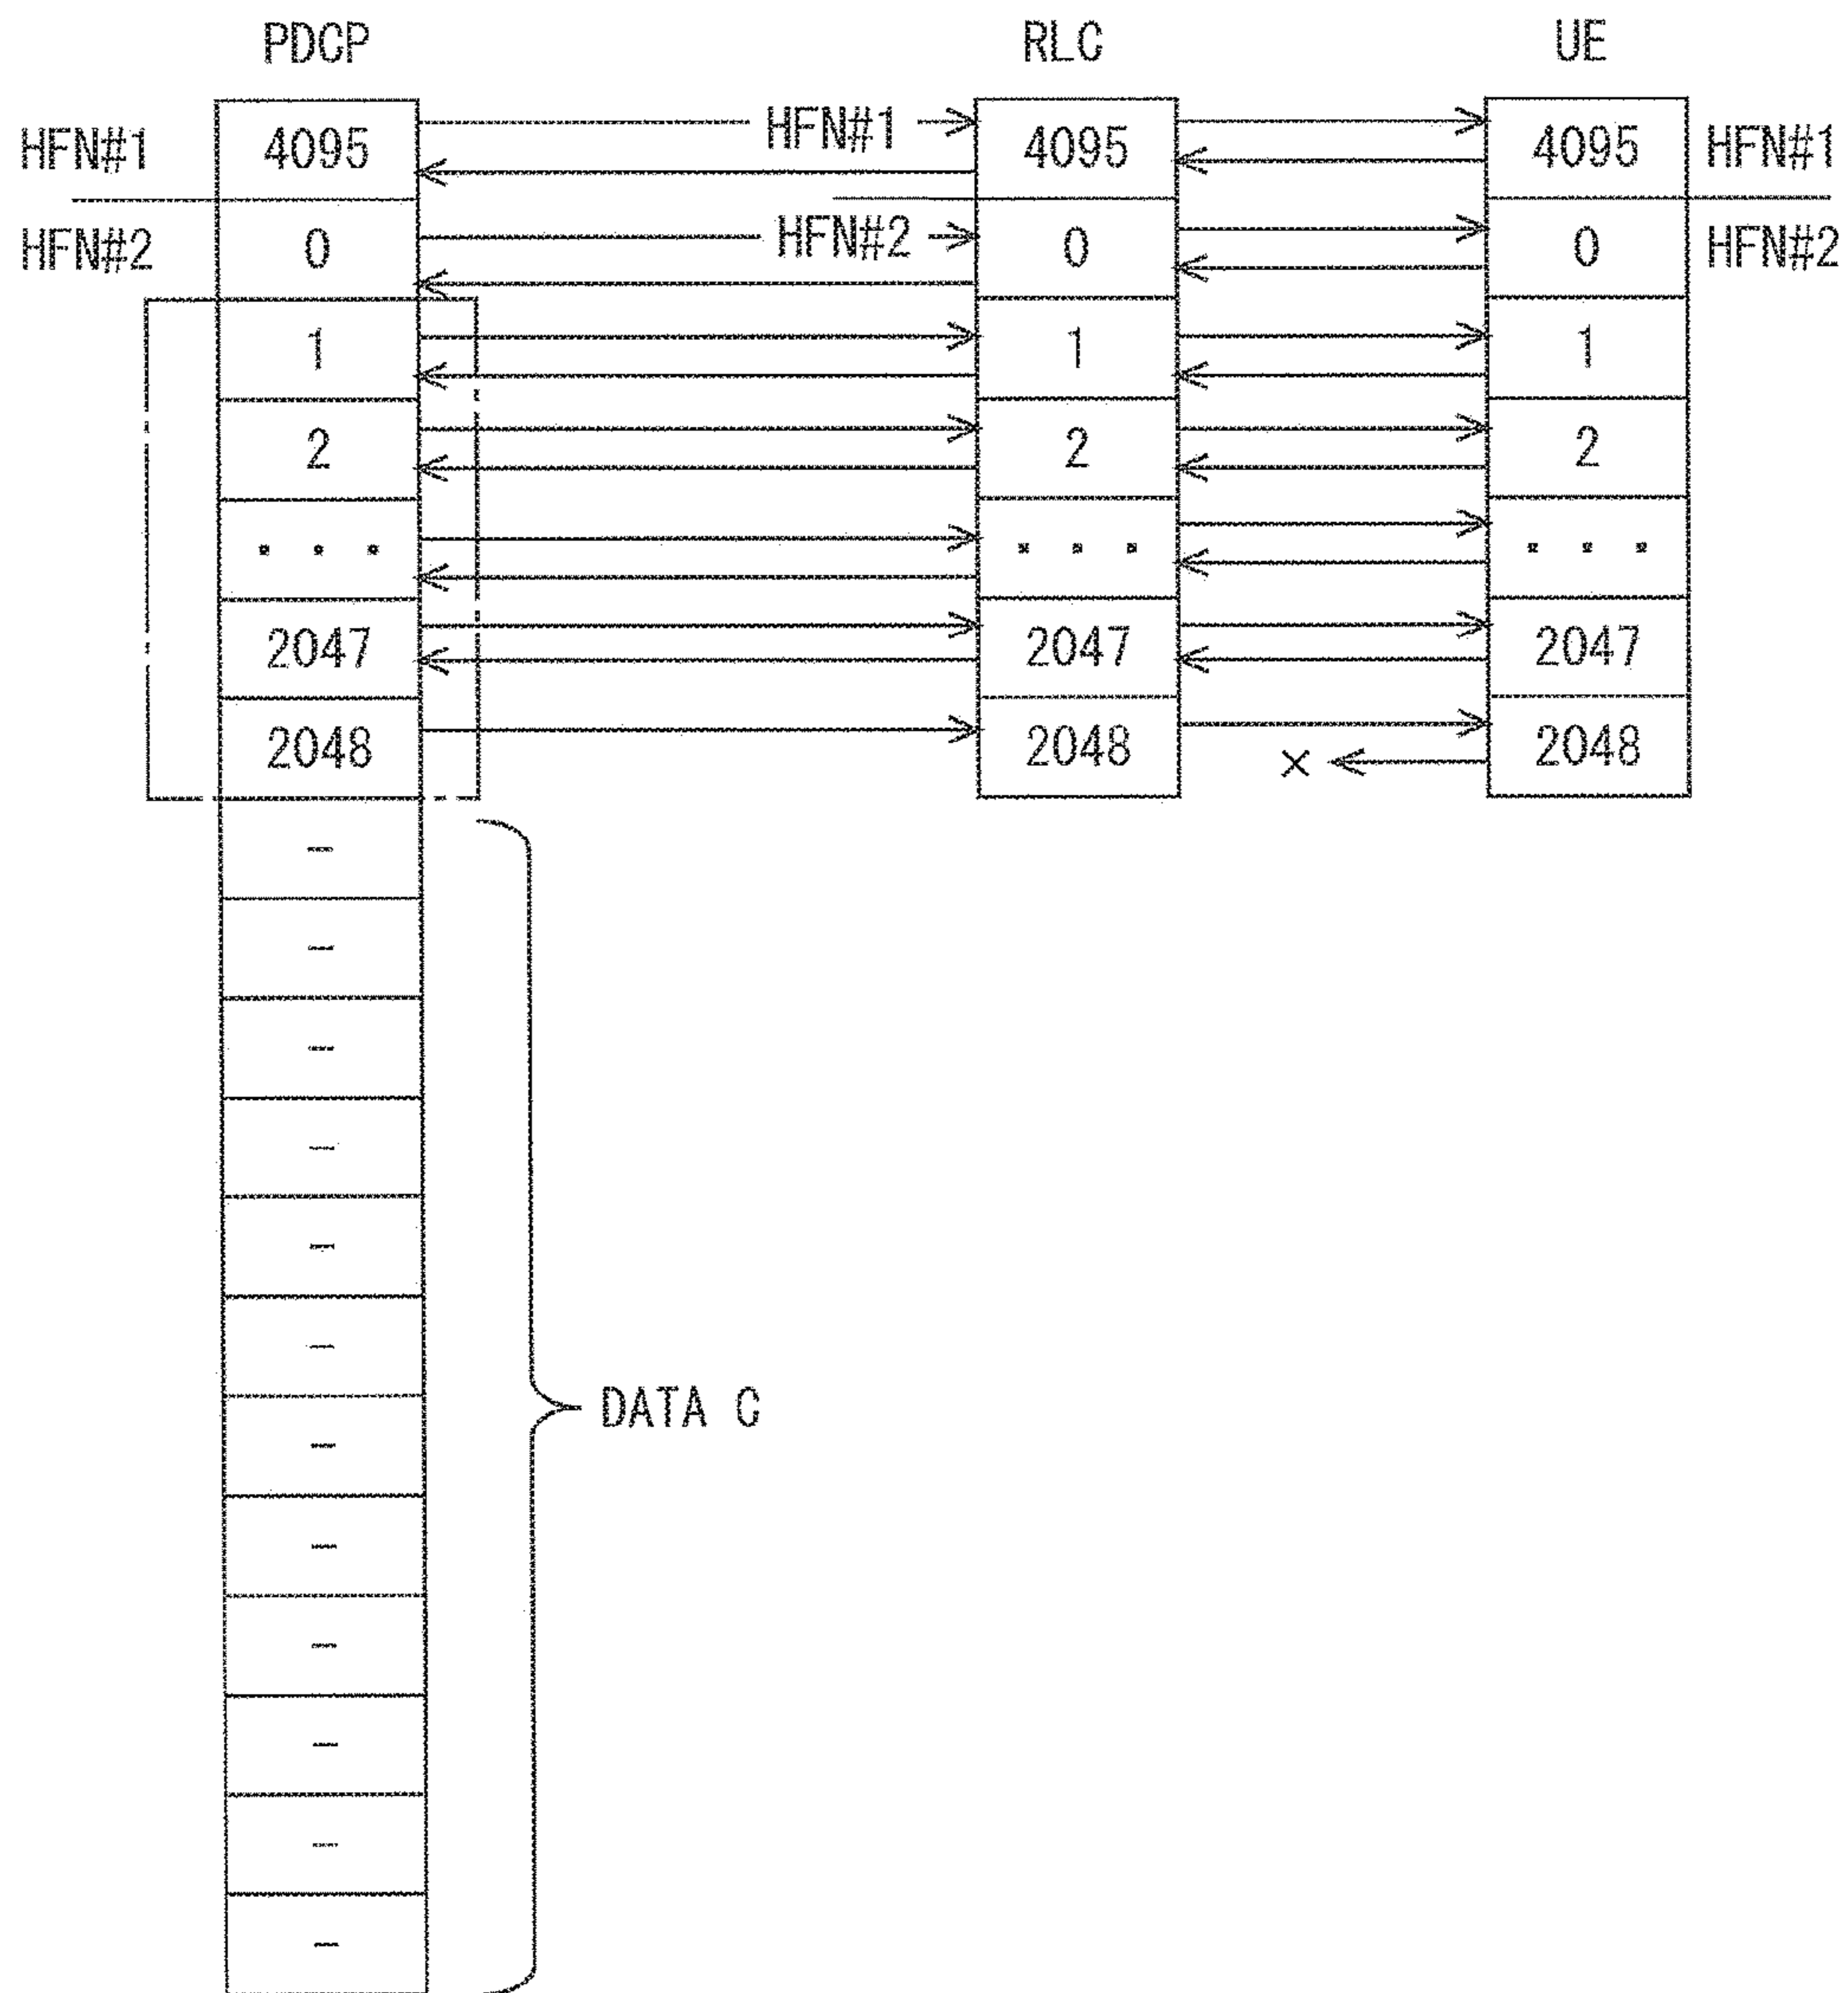 PDCP RLC UE
HFN#1 4095 HFN#1 4095 4095 HFN#1
HFN#2 0 HFN#2 0 0 HFN#2
1 1 1
2 2 2
. . . . . . . . .
2047 2047 2047
2048 2048 × 2048
-
-
-
-
-
-
- DATA C
-
-
-
-
-